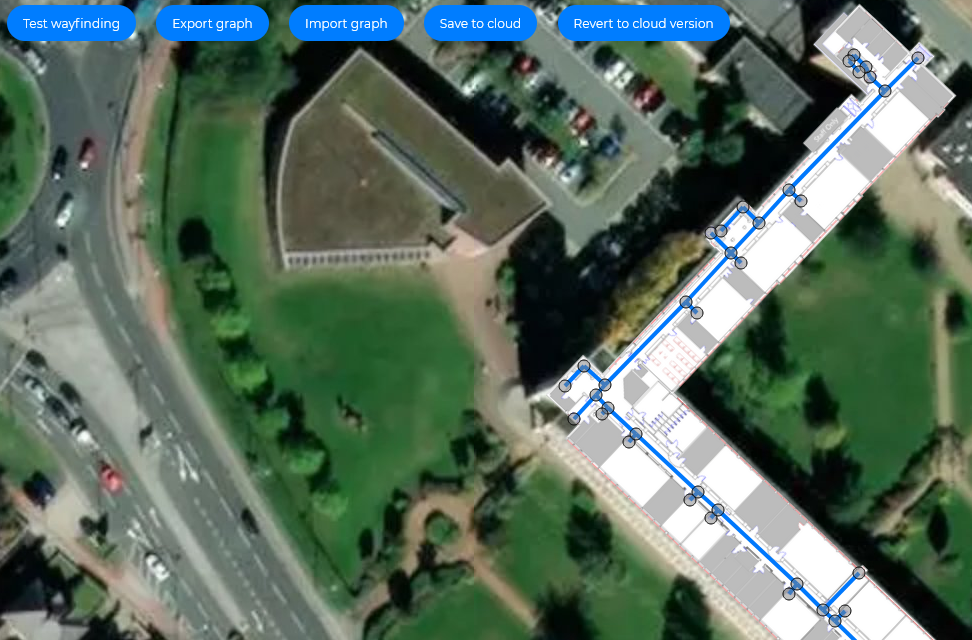 Test wayfinding
Export graph
Import graph
Save to cloud
Revert to cloud version